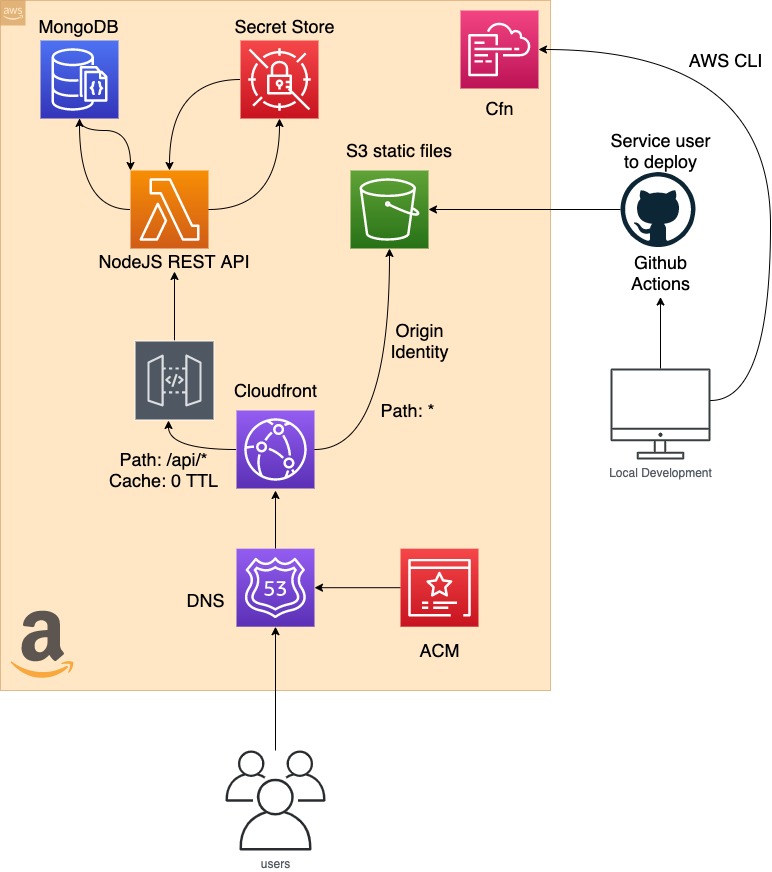 aws
MongoDB
Secret Store
Cfn
AWS CLI
Service user
to deploy
S3 static files
NodeJS REST API
Github
Actions
Origin
Identity
</>
Cloudfront
Path: *
Path: /api/*
Cache: 0 TTL
Local Development
DNS
53
ACM
a
users